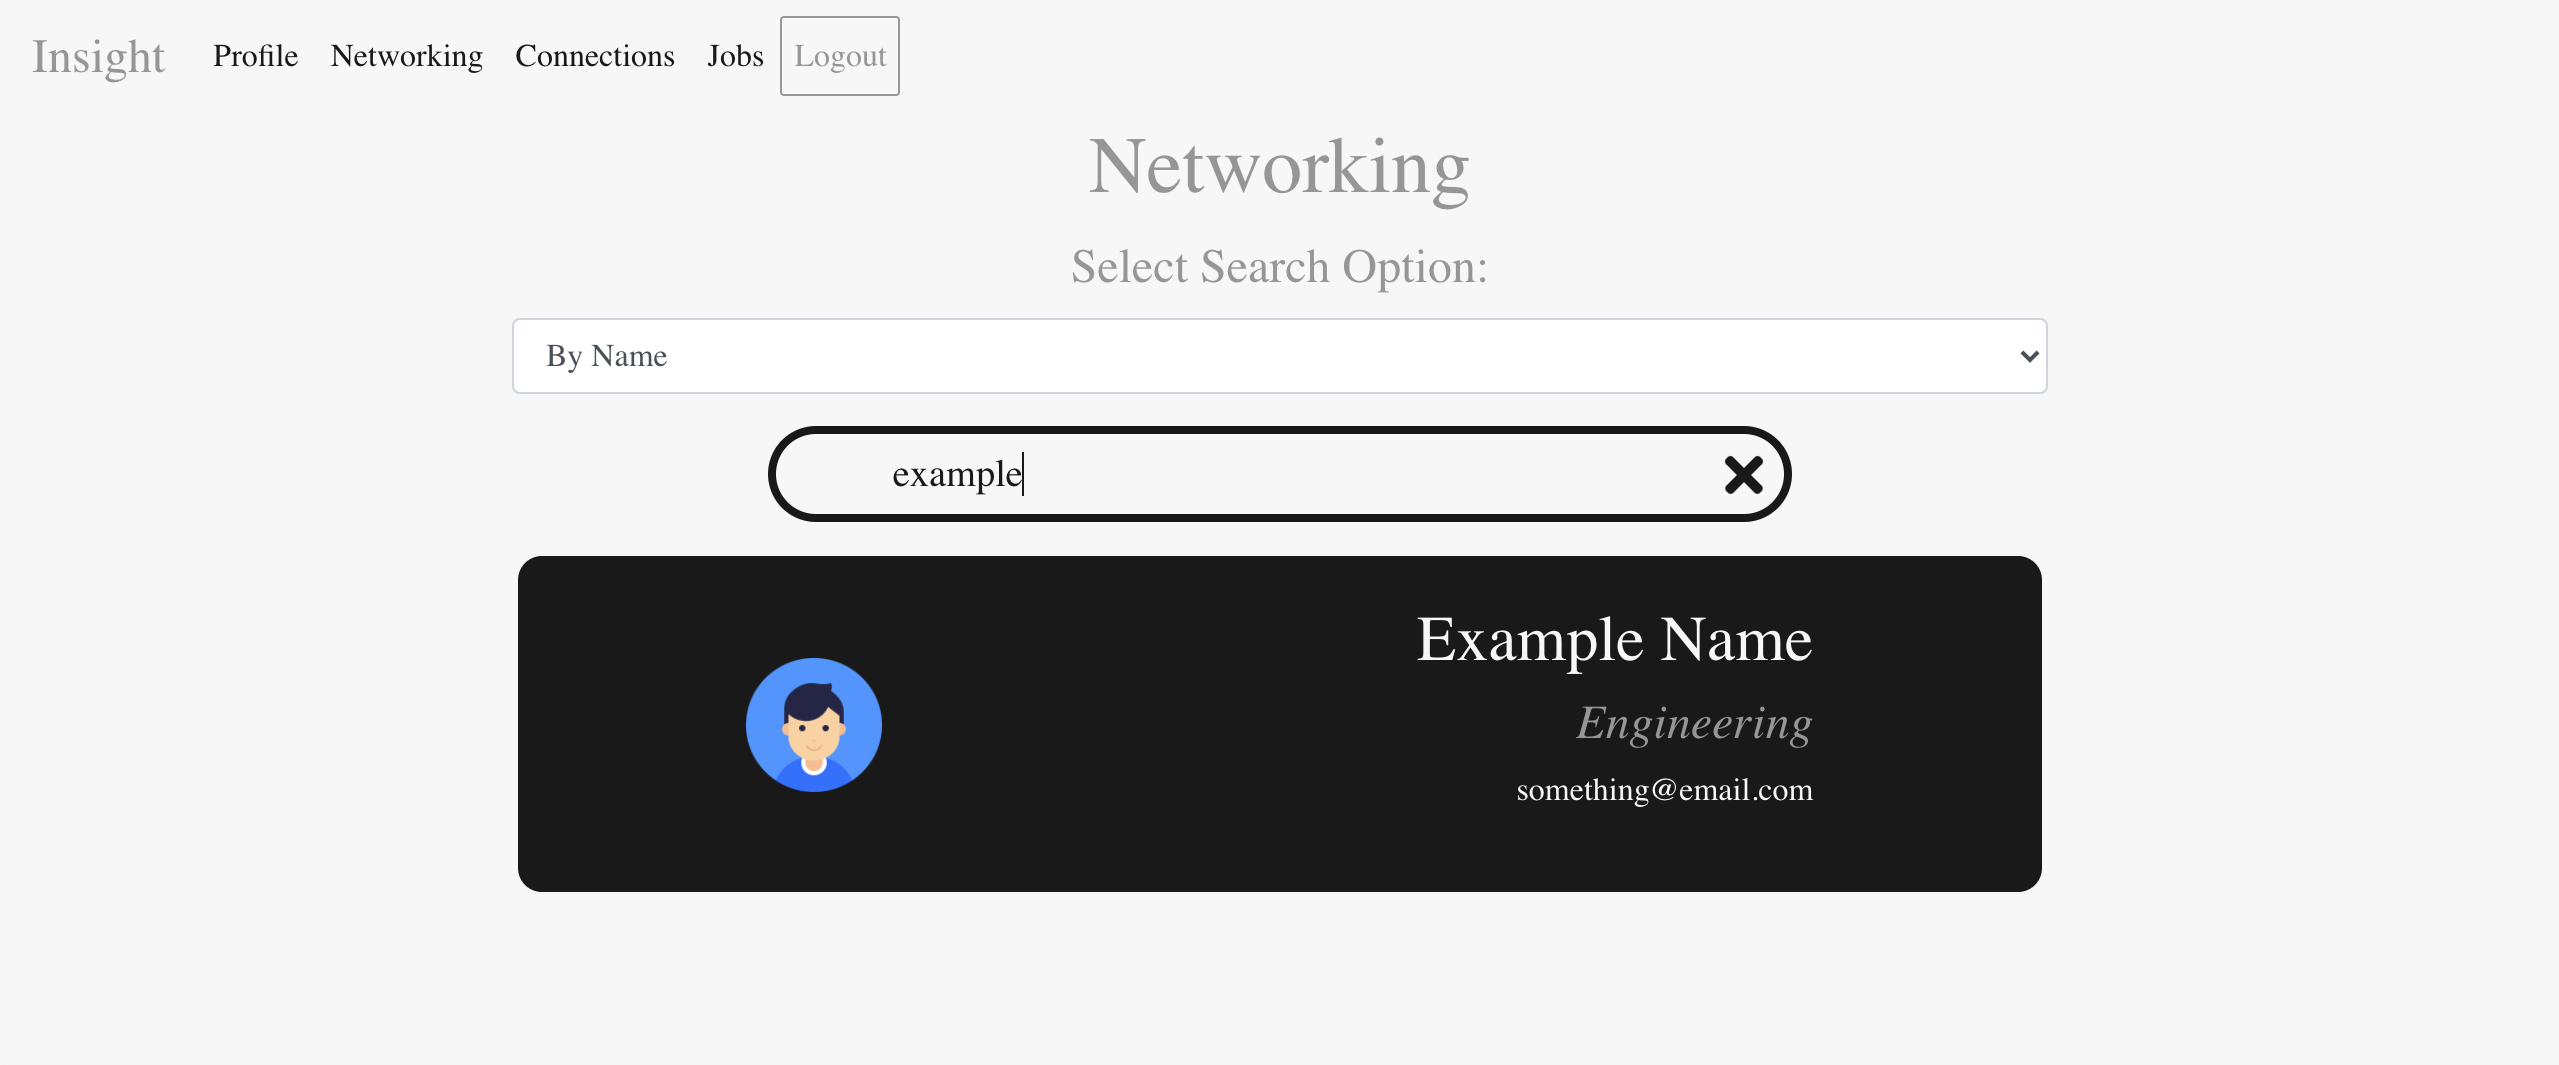 Insight Profile Networking Connections Jobs Logout
Networking
Select Search Option:
By Name
example
Example Name
Engineering
something@email.com